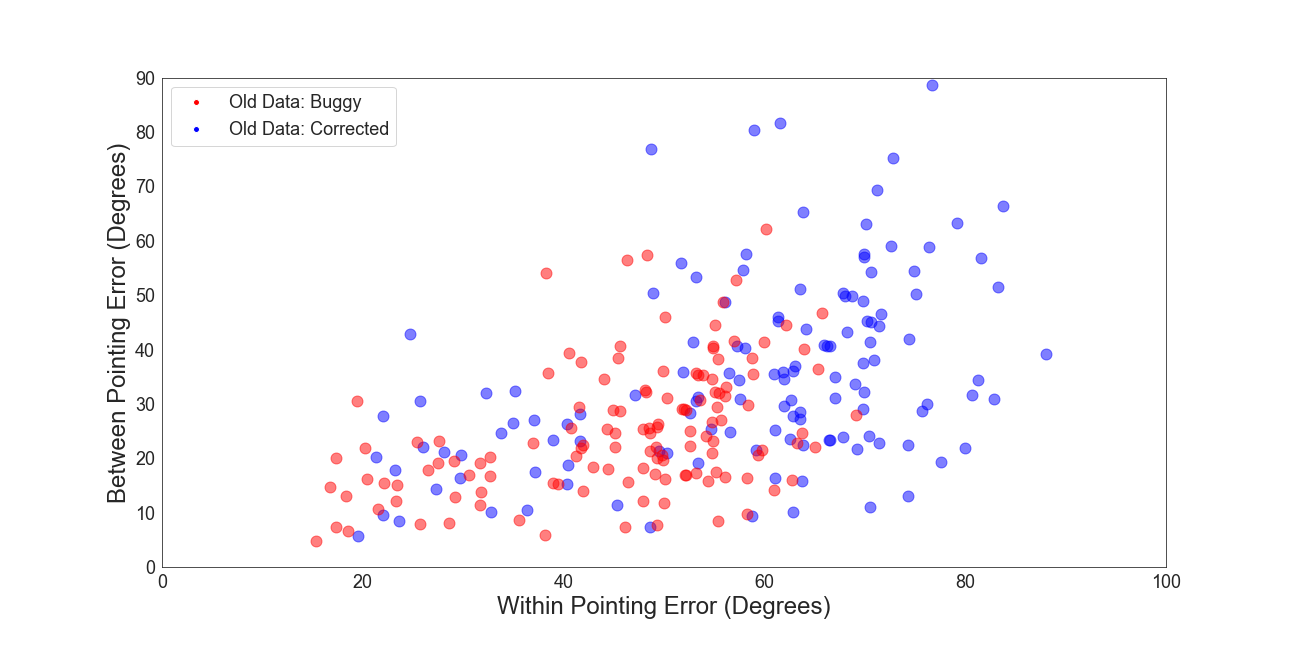 90
80
70
60
50
40
30
20
10
0
Between Pointing Error (Degrees)
Old Data: Buggy
Old Data: Corrected
0 20 40 60 80 100
Within Pointing Error (Degrees)